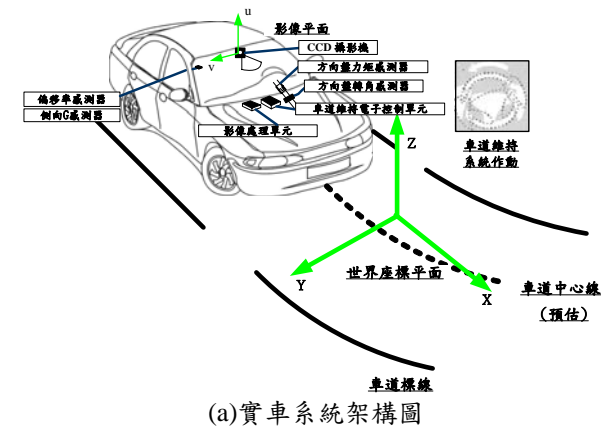 u
影像平面
CCD 攝影機
v
方向盤力矩感測器
方向盤轉角感測器
偏移率感測器
側向G感測器
車道維持電子控制單元
影像處理單元
Z
車道維持
系統作動
世界座標平面
Y
X
車道中心線
(預估)
車道標線
(a)實車系統架構圖